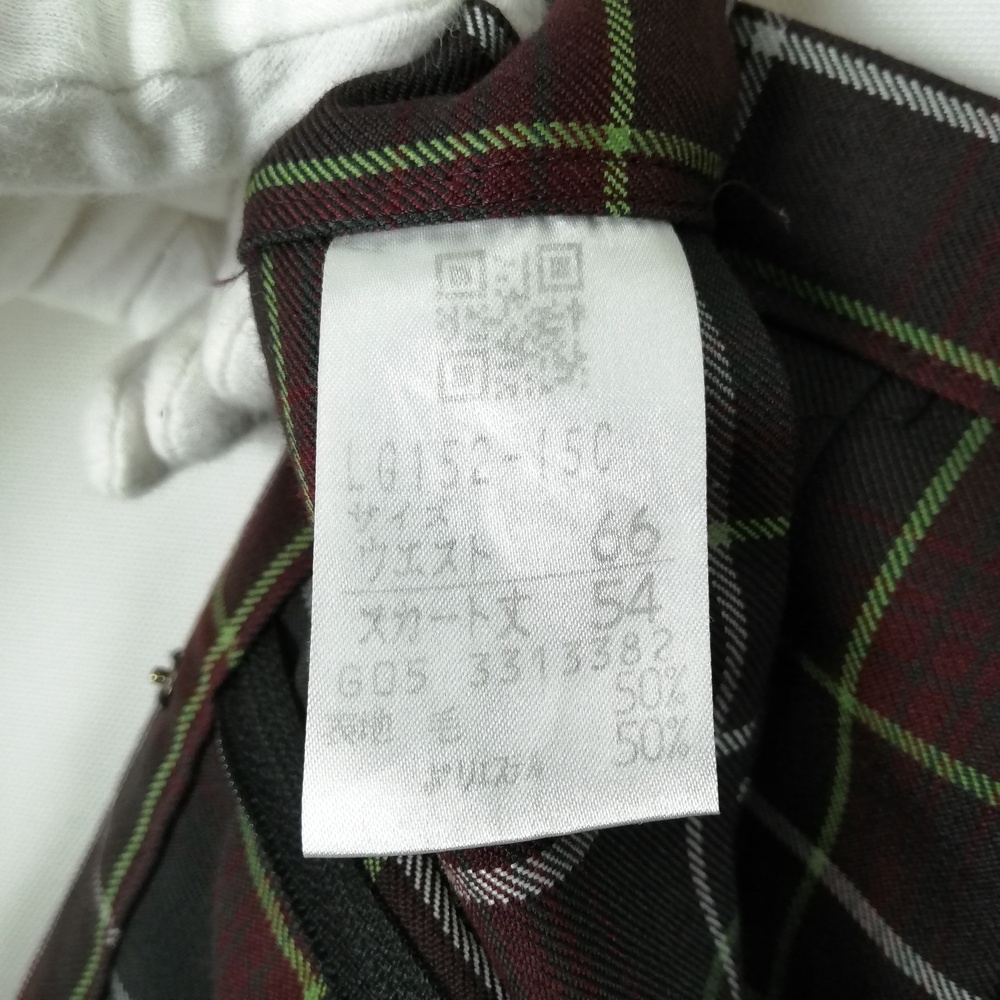 LG152-15C
サイズ
ウエスト 66
スカート丈 54
G05 3313382
表地 毛 50%
ポリエステル 50%